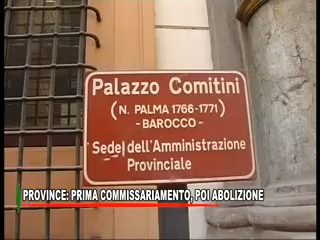 Palazzo Comitini
(N. PALMA 1766-1771)
- BAROCCO -
Sede dell'Amministrazione
Provinciale
PROVINCE: PRIMA COMMISSARIAMENTO, POI ABOLIZIONE